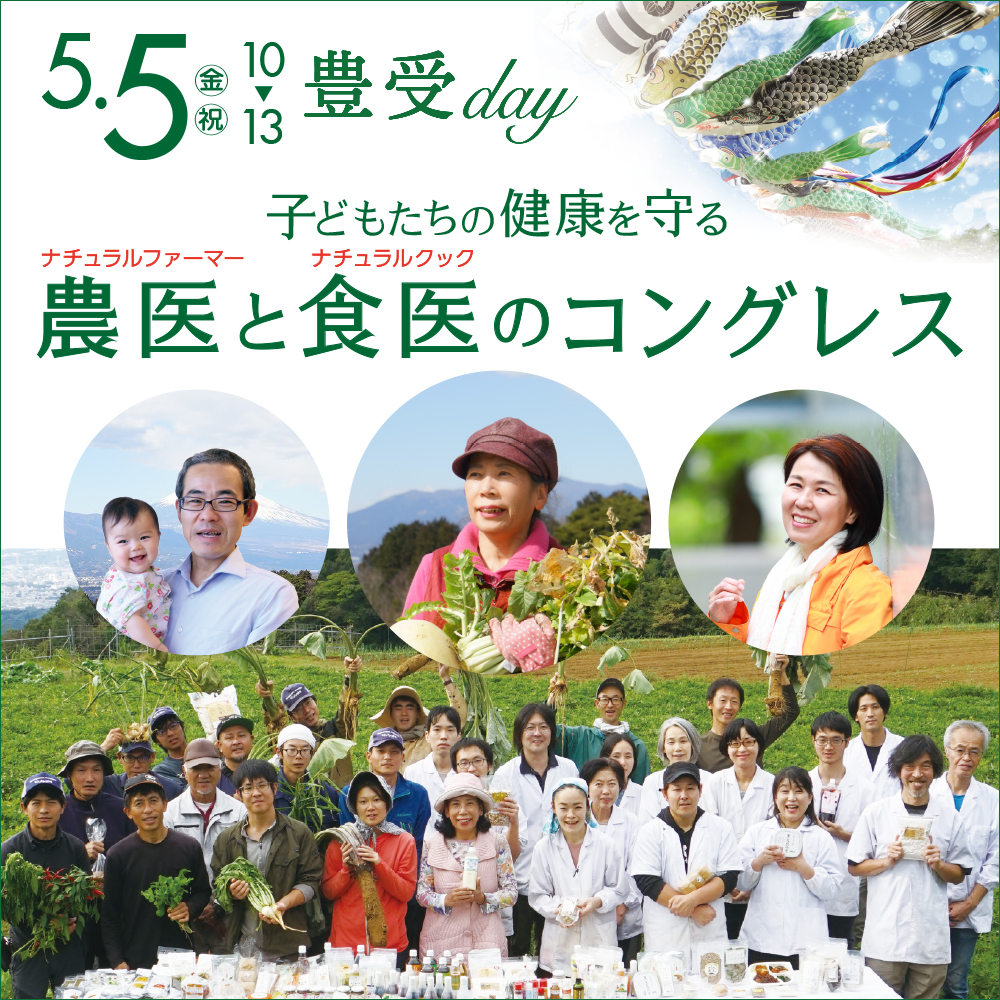 5.5 ㊎㊗ 10▼13 豊受day
子どもたちの健康を守る
ナチュラルファーマー ナチュラルクック
農医と食医のコングレス